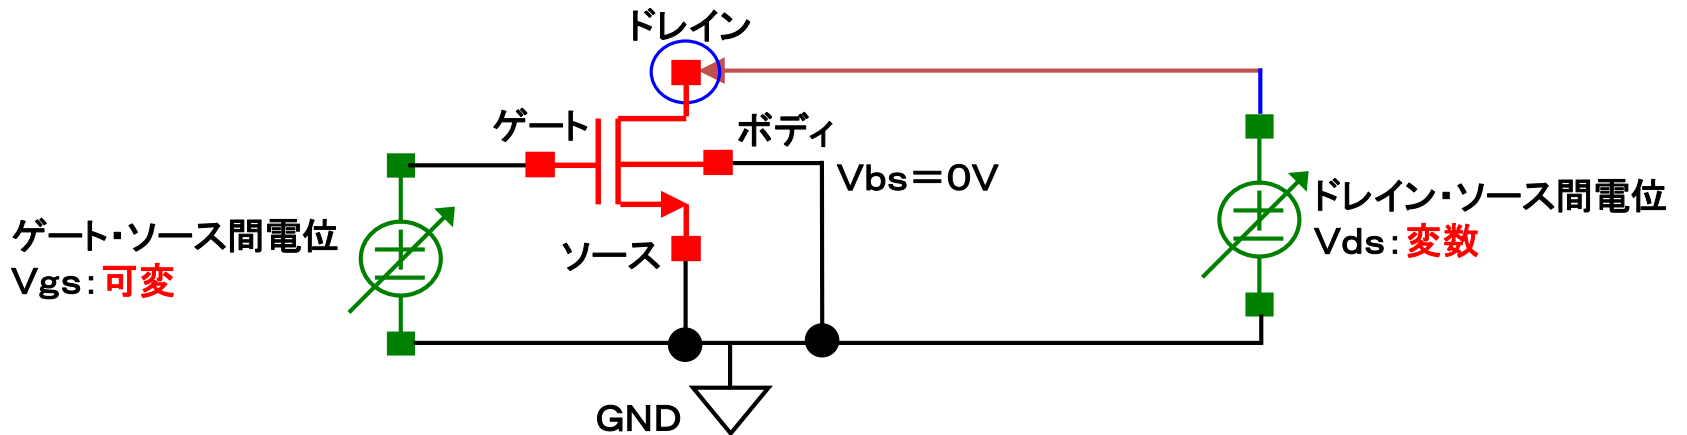 ドレイン
ゲート
ボディ
Vbs=0V
ドレイン・ソース間電位
Vds:変数
ゲート・ソース間電位
Vgs:可変
ソース
GND